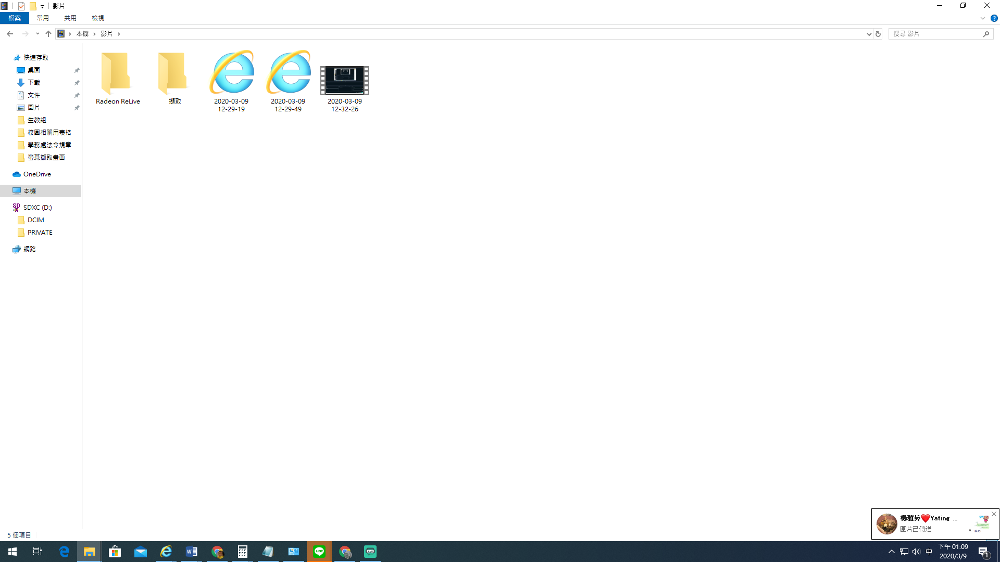 影片
檔案 常用 共用 檢視
本機 影片
搜尋 影片
快速存取
桌面
下載
文件
圖片
生教組
校園相關用表格
學務處法令規章
螢幕擷取畫面
OneDrive
本機
SDXC (D:)
DCIM
PRIVATE
網路
Radeon ReLive
擷取
2020-03-09
12-29-19
2020-03-09
12-29-49
2020-03-09
12-32-26
楊雅婷❤️Yating ...
圖片已傳送
5 個項目
中
下午 01:09
2020/3/9
1